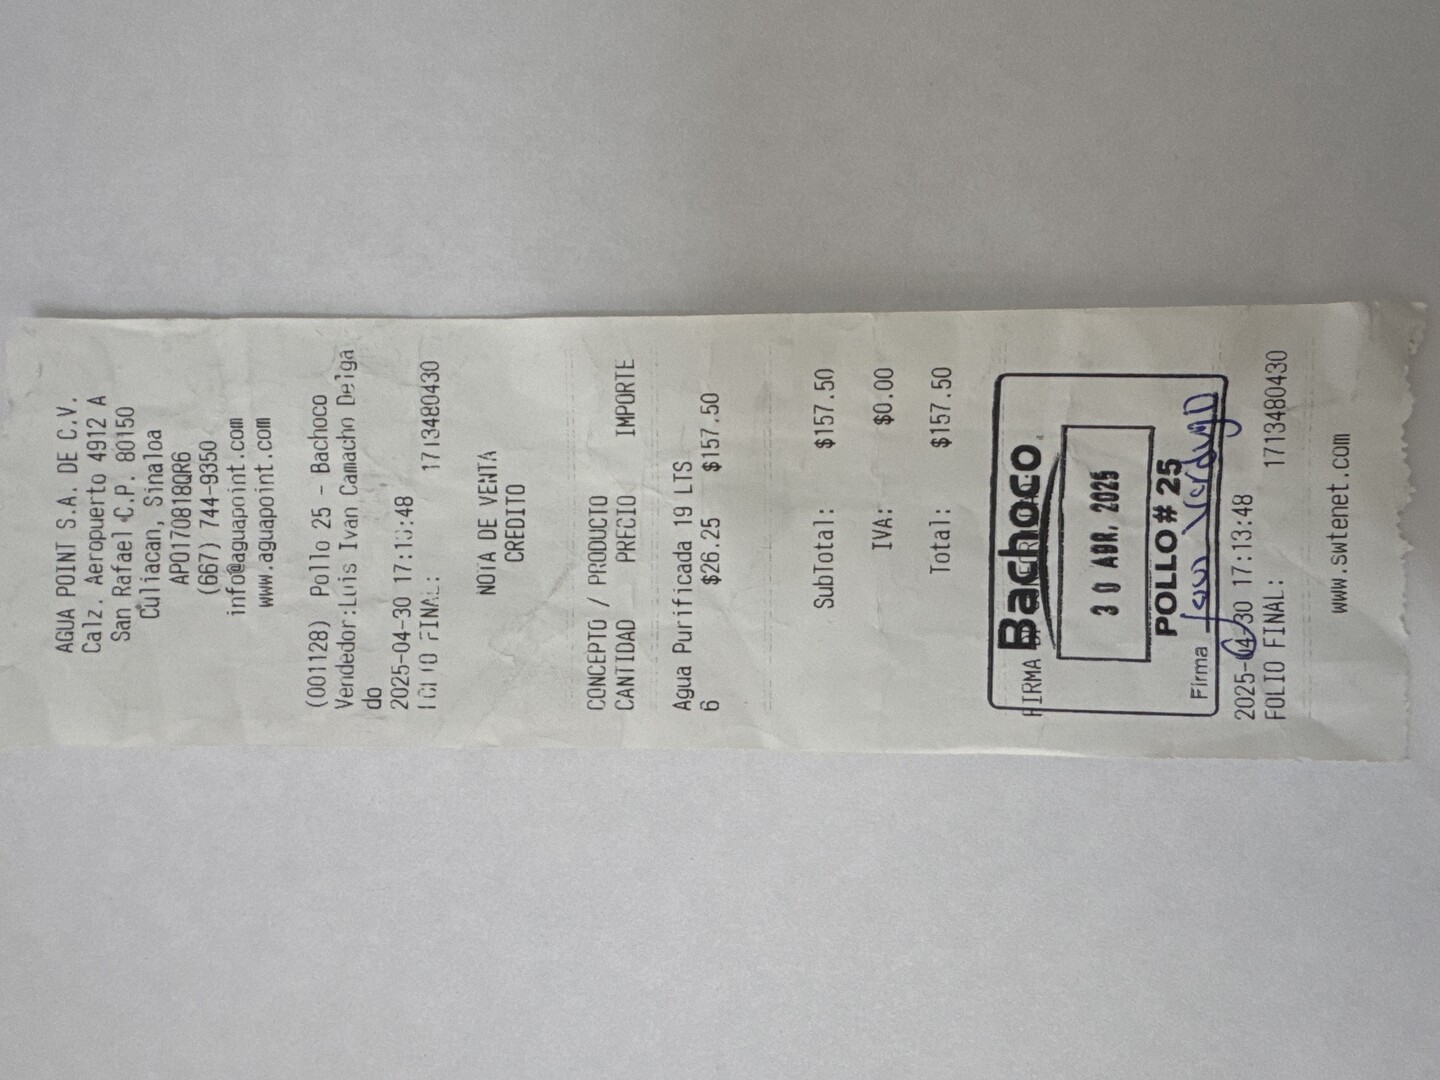 AGUA POINT S.A. DE C.V.
Calz. Aeropuerto 4912 A
San Rafael C.P. 80150
Culiacan, Sinaloa
APO170818QR6
(667) 744-9350
info@aguapoint.com
www.aguapoint.com
(001128) Pollo 25 - Bachoco
Vendedor:Luis Ivan Camacho Delga
do
2025-04-30 17:13:48
FOLIO FINAL: 1713480430
NOTA DE VENTA
CREDITO
CONCEPTO / PRODUCTO
CANTIDAD PRECIO IMPORTE
Agua Purificada 19 LTS
6 $26.25 $157.50
SubTotal: $157.50
IVA: $0.00
Total: $157.50
Bachoco
FIRMA
30 ABR. 2025
POLLO # 25
Firma
2025-04-30 17:13:48
FOLIO FINAL: 1713480430
www.swtenet.com